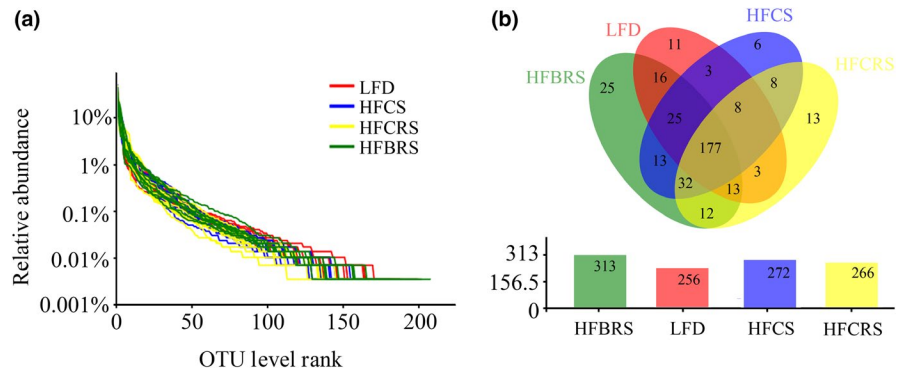 (a)
Relative abundance
10%
1%
0.1%
0.01%
0.001%
0
50
100
150
200
OTU level rank
LFD
HFCS
HFCRS
HFBRS
(b)
HFBRS
LFD
HFCS
HFCRS
25
11
6
13
16
3
8
25
8
177
13
32
13
3
12
313
156.5
0
313
256
272
266
HFBRS
LFD
HFCS
HFCRS